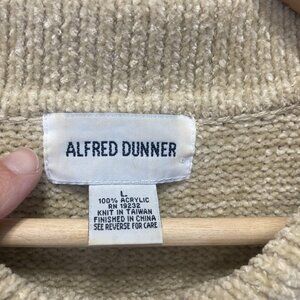 ALFRED DUNNER
L
100% ACRYLIC
RN 19232
KNIT IN TAIWAN
FINISHED IN CHINA
SEE REVERSE FOR CARE